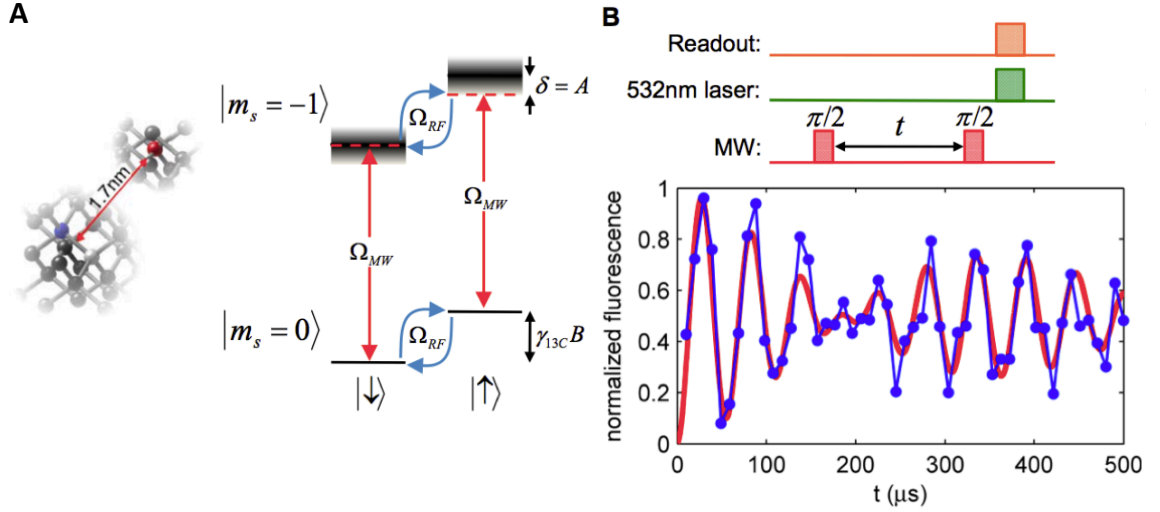 A
|m_s = −1⟩
|m_s = 0⟩
1.7nm
Ω_RF
δ = A
Ω_MW
Ω_MW
Ω_RF
γ_13C B
|↓⟩
|↑⟩
B
Readout:
532nm laser:
MW:
π/2
t
π/2
normalized fluorescence
1
0.8
0.6
0.4
0.2
0
0
100
200
300
400
500
t (μs)